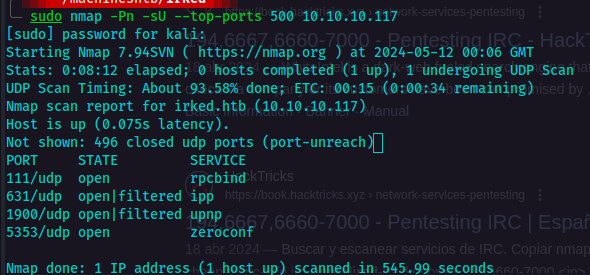 /machineshtb/Irked
sudo nmap -Pn -sU --top-ports 500 10.10.10.117
[sudo] password for kali:
Starting Nmap 7.94SVN ( https://nmap.org ) at 2024-05-12 00:06 GMT
Stats: 0:08:12 elapsed; 0 hosts completed (1 up), 1 undergoing UDP Scan
UDP Scan Timing: About 93.58% done; ETC: 00:15 (0:00:34 remaining)
Nmap scan report for irked.htb (10.10.10.117)
Host is up (0.075s latency).
Not shown: 496 closed udp ports (port-unreach)
PORT STATE SERVICE
111/udp open rpcbind
631/udp open|filtered ipp
1900/udp open|filtered upnp
5353/udp open zeroconf
Nmap done: 1 IP address (1 host up) scanned in 545.99 seconds
194,6667,6660-7000 - Pentesting IRC - HackT
Manual
HackTricks
https://book.hacktricks.xyz › network-services-pentesting
194,6667,6660-7000 - Pentesting IRC | Españ
18 abr 2024 — Buscar y escanear servicios de IRC. Copiar nmap